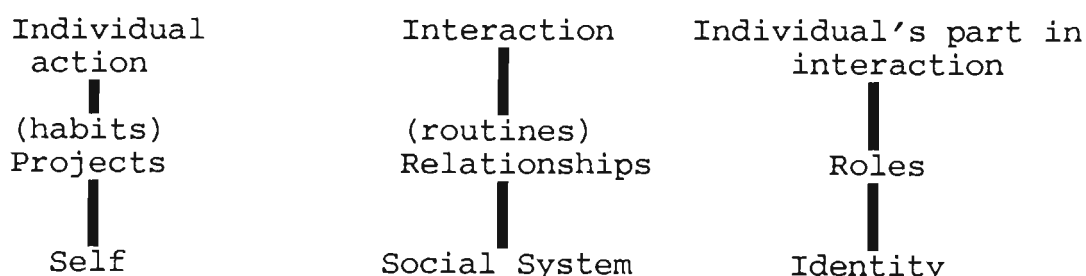 Individual action
(habits)
Projects
Self
Interaction
(routines)
Relationships
Social System
Individual's part in
interaction
Roles
Identity